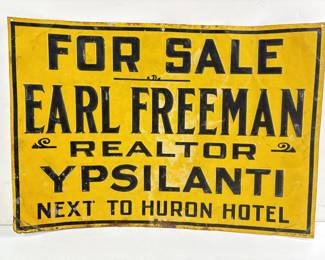 FOR SALE
EARL FREEMAN
REALTOR
YPSILANTI
NEXT TO HURON HOTEL